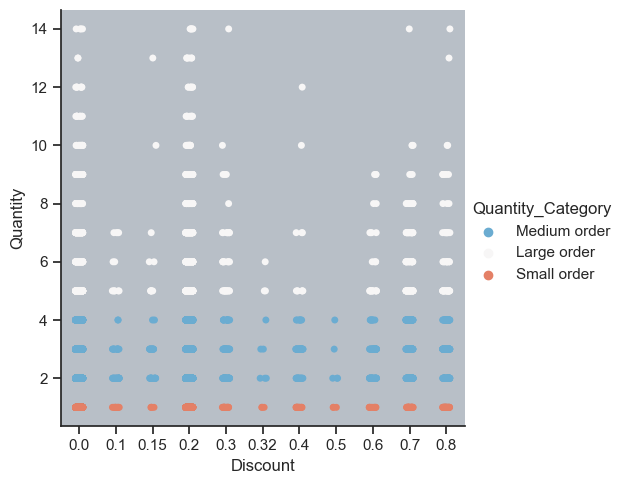 14
12
10
8
6
4
2
Quantity
0.0 0.1 0.15 0.2 0.3 0.32 0.4 0.5 0.6 0.7 0.8
Discount
Quantity_Category
Medium order
Large order
Small order